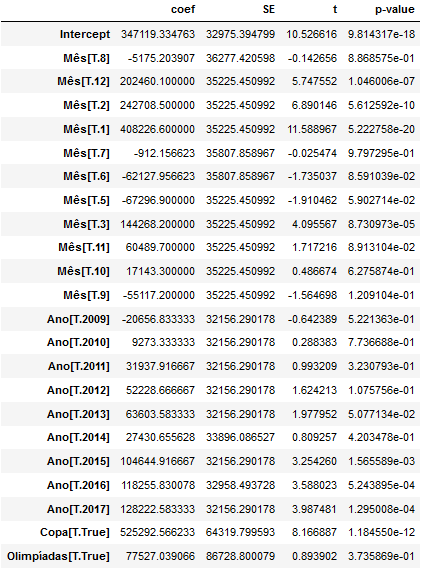 coef SE t p-value
Intercept 347119.334763 32975.394799 10.526616 9.814317e-18
Mês[T.8] -5175.203907 36277.420598 -0.142656 8.868575e-01
Mês[T.12] 202460.600000 35225.450992 5.747552 1.046006e-07
Mês[T.2] 242708.500000 35225.450992 6.890146 5.612592e-10
Mês[T.1] 408226.600000 35225.450992 11.588967 5.222758e-20
Mês[T.7] -912.156623 35807.858967 -0.025474 9.797295e-01
Mês[T.6] -62127.956623 35807.858967 -1.735037 8.591039e-02
Mês[T.5] -67296.900000 35225.450992 -1.910462 5.902714e-02
Mês[T.3] 144268.200000 35225.450992 4.095567 8.730973e-05
Mês[T.11] 60489.700000 35225.450992 1.717216 8.913104e-02
Mês[T.10] 17143.300000 35225.450992 0.486674 6.275874e-01
Mês[T.9] -55117.200000 35225.450992 -1.564698 1.209104e-01
Ano[T.2009] -20656.833333 32156.290178 -0.642389 5.221363e-01
Ano[T.2010] 9273.333333 32156.290178 0.288383 7.736688e-01
Ano[T.2011] 31937.916667 32156.290178 0.993209 3.230793e-01
Ano[T.2012] 52228.666667 32156.290178 1.624213 1.075756e-01
Ano[T.2013] 63603.583333 32156.290178 1.977952 5.077134e-02
Ano[T.2014] 27430.655628 33896.086527 0.809257 4.203478e-01
Ano[T.2015] 104644.916667 32156.290178 3.254260 1.565589e-03
Ano[T.2016] 118255.830078 32958.493728 3.588023 5.243895e-04
Ano[T.2017] 128222.583333 32156.290178 3.987481 1.295008e-04
Copa[T.True] 525292.566233 64319.799593 8.166887 1.184550e-12
Olimpíadas[T.True] 77527.039066 86728.800079 0.893902 3.735869e-01